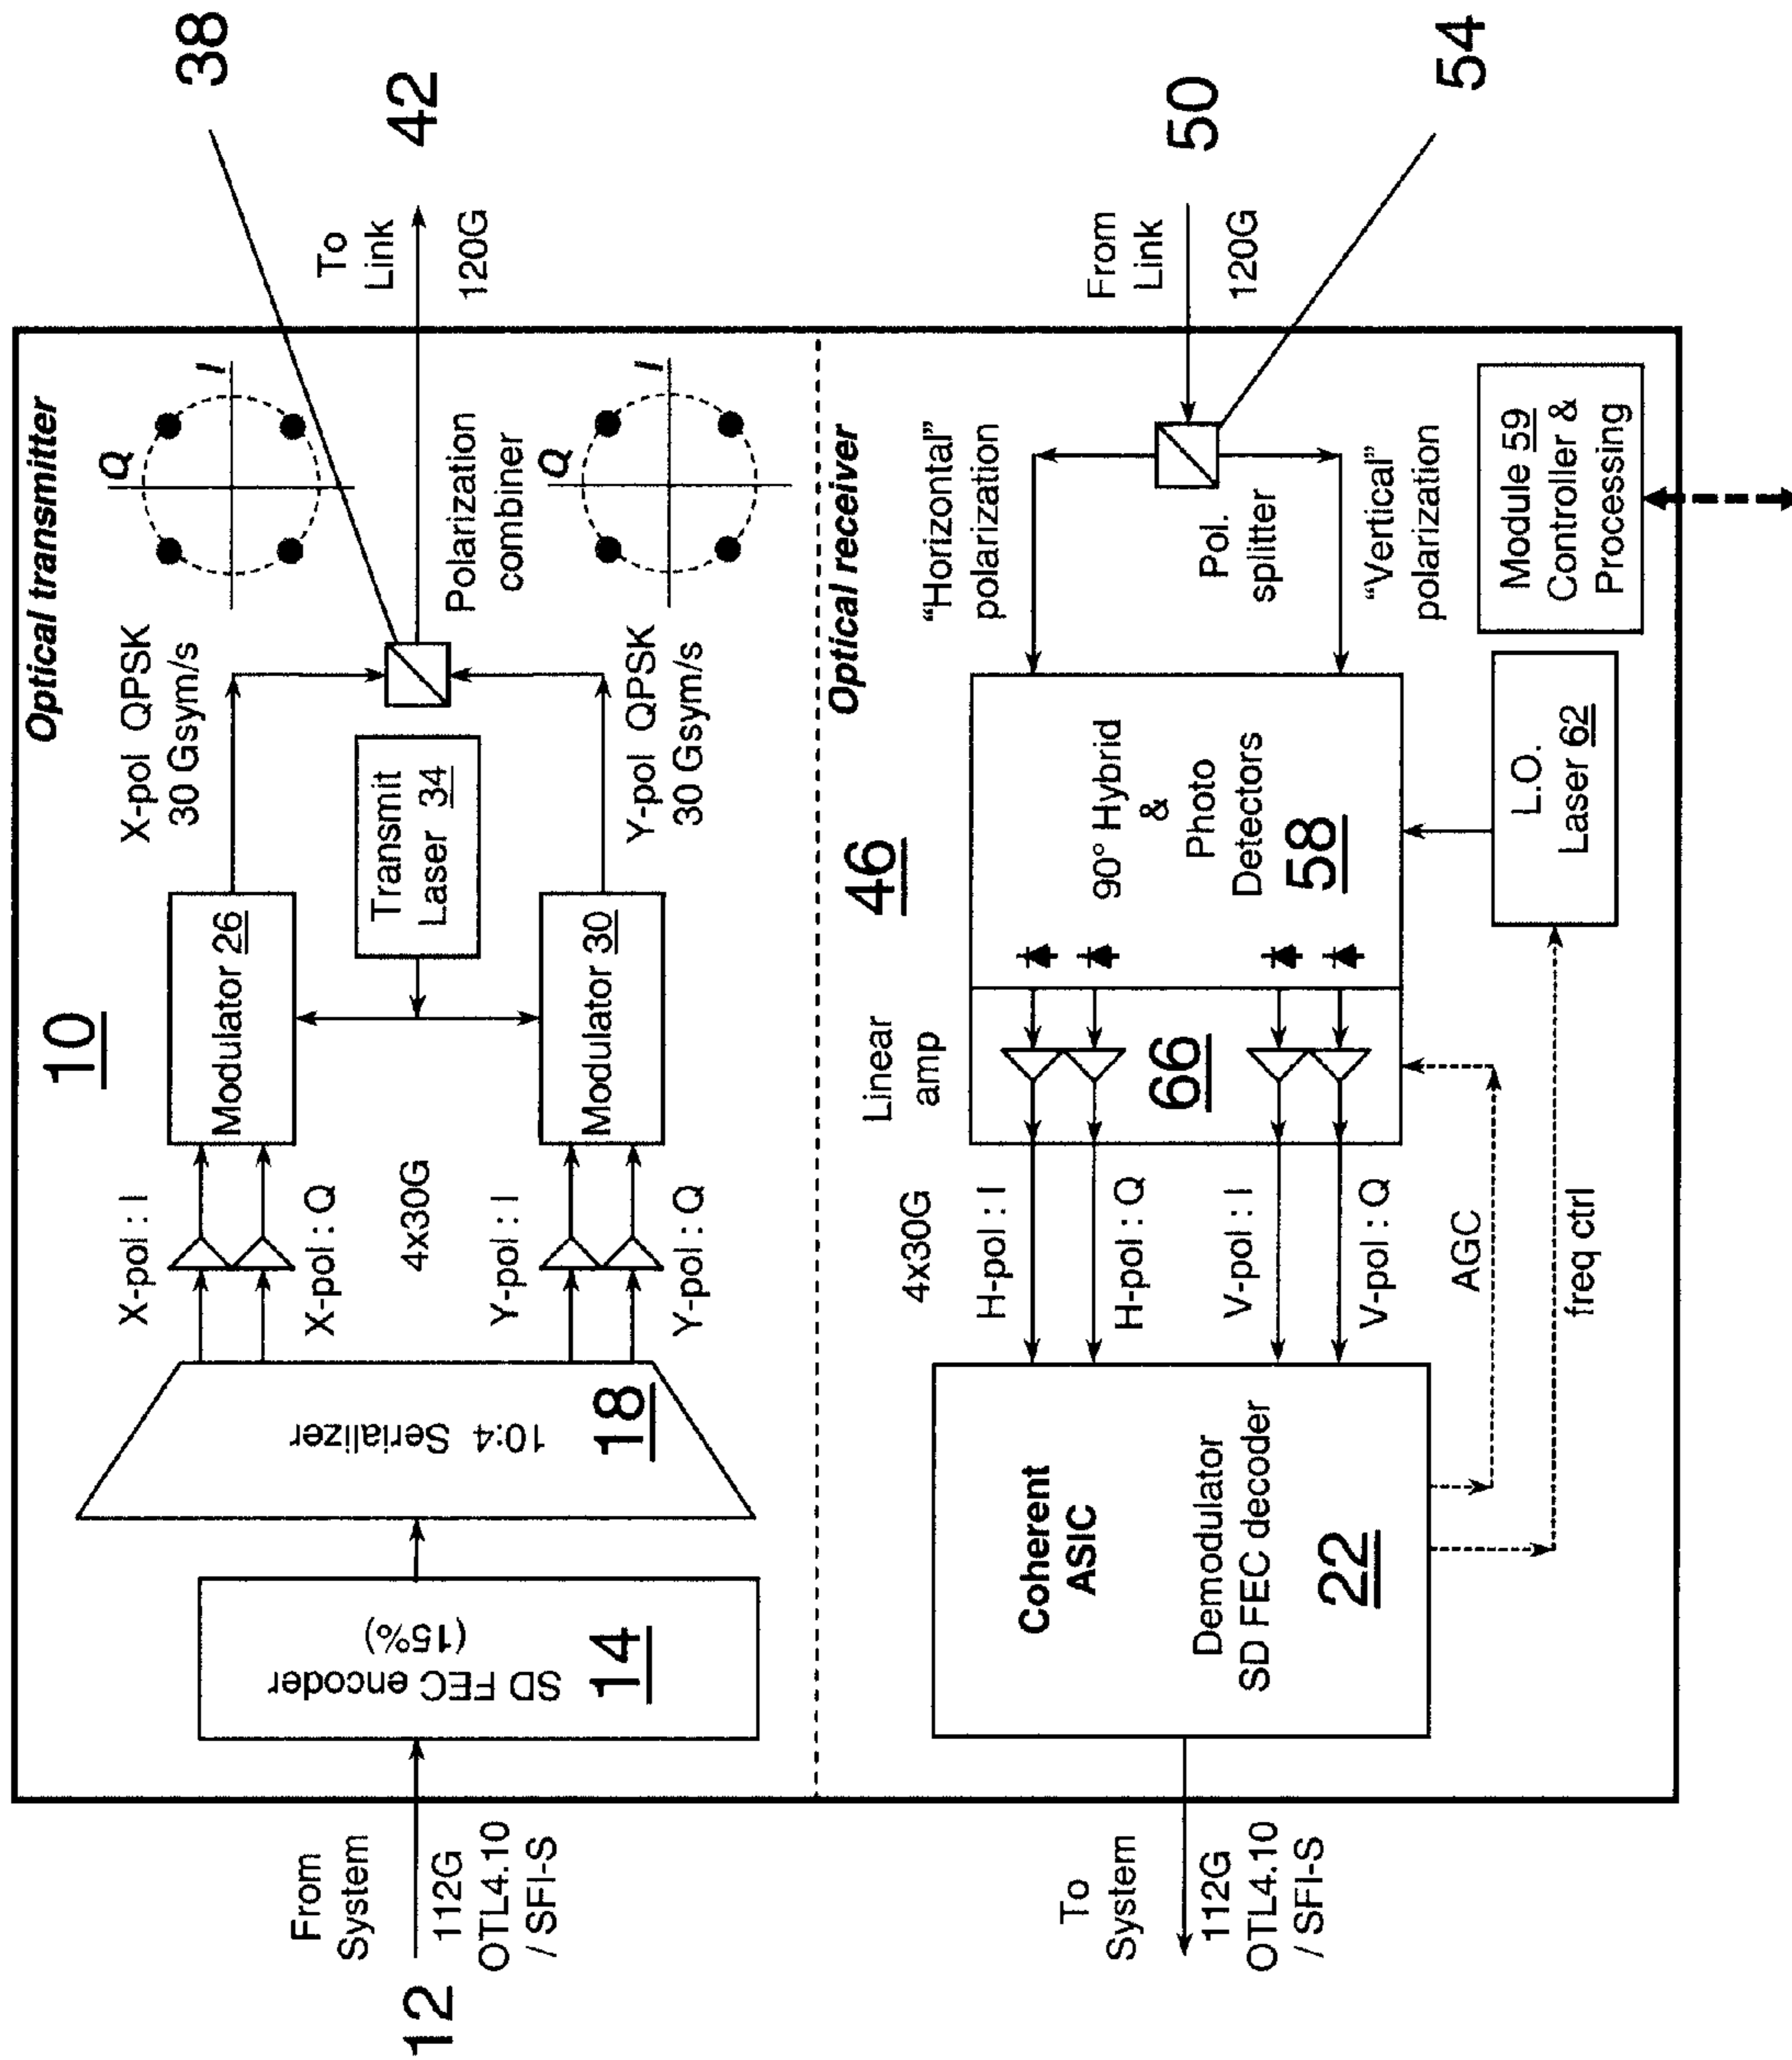 Optical transmitter
10
From
System
12
112G
OTL4.10
/ SFI-S
SD FEC encoder
(15%)
14
10:4 Serializer
18
X-pol : I
X-pol : Q
4x30G
Y-pol : I
Y-pol : Q
Modulator 26
Modulator 30
Transmit
Laser 34
X-pol QPSK
30 Gsym/s
Y-pol QPSK
30 Gsym/s
Polarization
combiner
Q
I
Q
I
38
To
Link
42
120G
Optical receiver
46
To
System
112G
OTL4.10
/ SFI-S
Coherent
ASIC
Demodulator
SD FEC decoder
22
4x30G
H-pol : I
H-pol : Q
V-pol : I
V-pol : Q
Linear
amp
66
90° Hybrid
&
Photo
Detectors
58
AGC
freq ctrl
L.O.
Laser 62
"Horizontal"
polarization
Pol.
splitter
"Vertical"
polarization
Module 59
Controller &
Processing
From
Link
50
120G
54